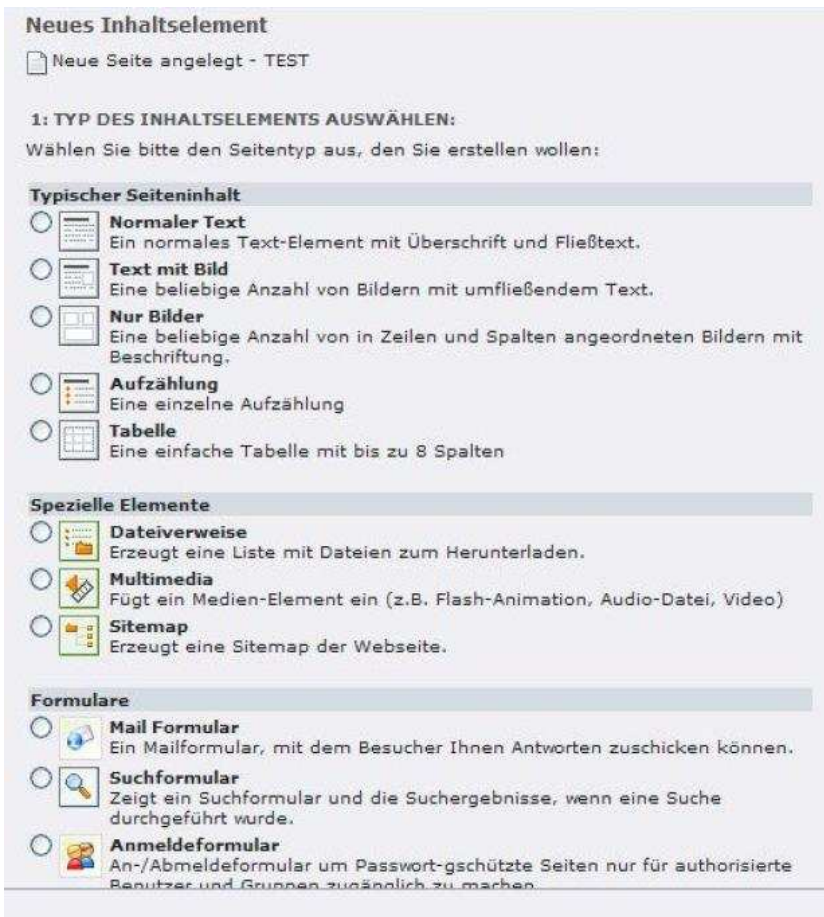 Neues Inhaltselement
Neue Seite angelegt - TEST
1: TYP DES INHALTSELEMENTS AUSWÄHLEN:
Wählen Sie bitte den Seitentyp aus, den Sie erstellen wollen:
Typischer Seiteninhalt
Normaler Text
Ein normales Text-Element mit Überschrift und Fließtext.
Text mit Bild
Eine beliebige Anzahl von Bildern mit umfließendem Text.
Nur Bilder
Eine beliebige Anzahl von in Zeilen und Spalten angeordneten Bildern mit
Beschriftung.
Aufzählung
Eine einzelne Aufzählung
Tabelle
Eine einfache Tabelle mit bis zu 8 Spalten
Spezielle Elemente
Dateiverweise
Erzeugt eine Liste mit Dateien zum Herunterladen.
Multimedia
Fügt ein Medien-Element ein (z.B. Flash-Animation, Audio-Datei, Video)
Sitemap
Erzeugt eine Sitemap der Webseite.
Formulare
Mail Formular
Ein Mailformular, mit dem Besucher Ihnen Antworten zuschicken können.
Suchformular
Zeigt ein Suchformular und die Suchergebnisse, wenn eine Suche
durchgeführt wurde.
Anmeldeformular
An-/Abmeldeformular um Passwort-gschützte Seiten nur für authorisierte
Benutzer und Gruppen zugänglich zu machen